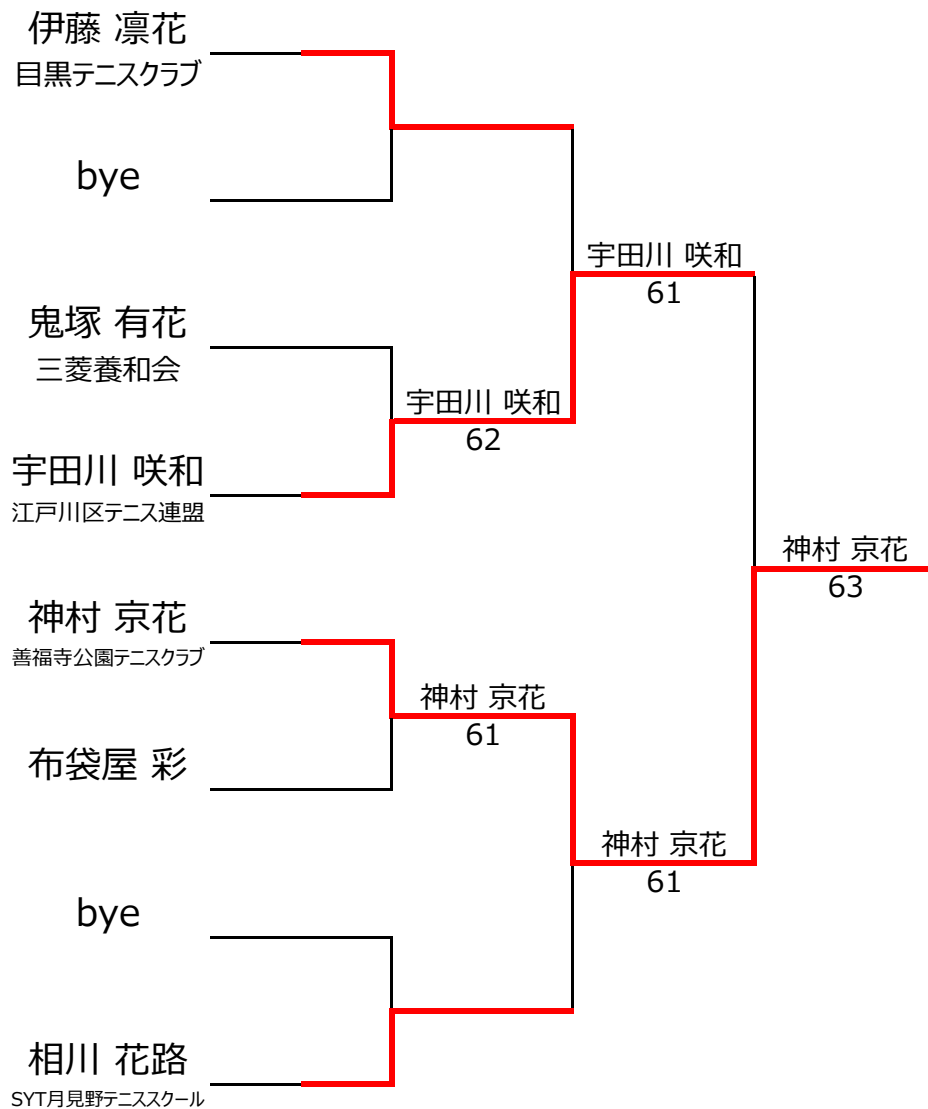 伊藤 凛花
目黒テニスクラブ
bye
鬼塚 有花
三菱養和会
宇田川 咲和
江戸川区テニス連盟
神村 京花
善福寺公園テニスクラブ
布袋屋 彩
bye
相川 花路
SYT月見野テニススクール
宇田川 咲和
62
神村 京花
61
宇田川 咲和
61
神村 京花
61
神村 京花
63